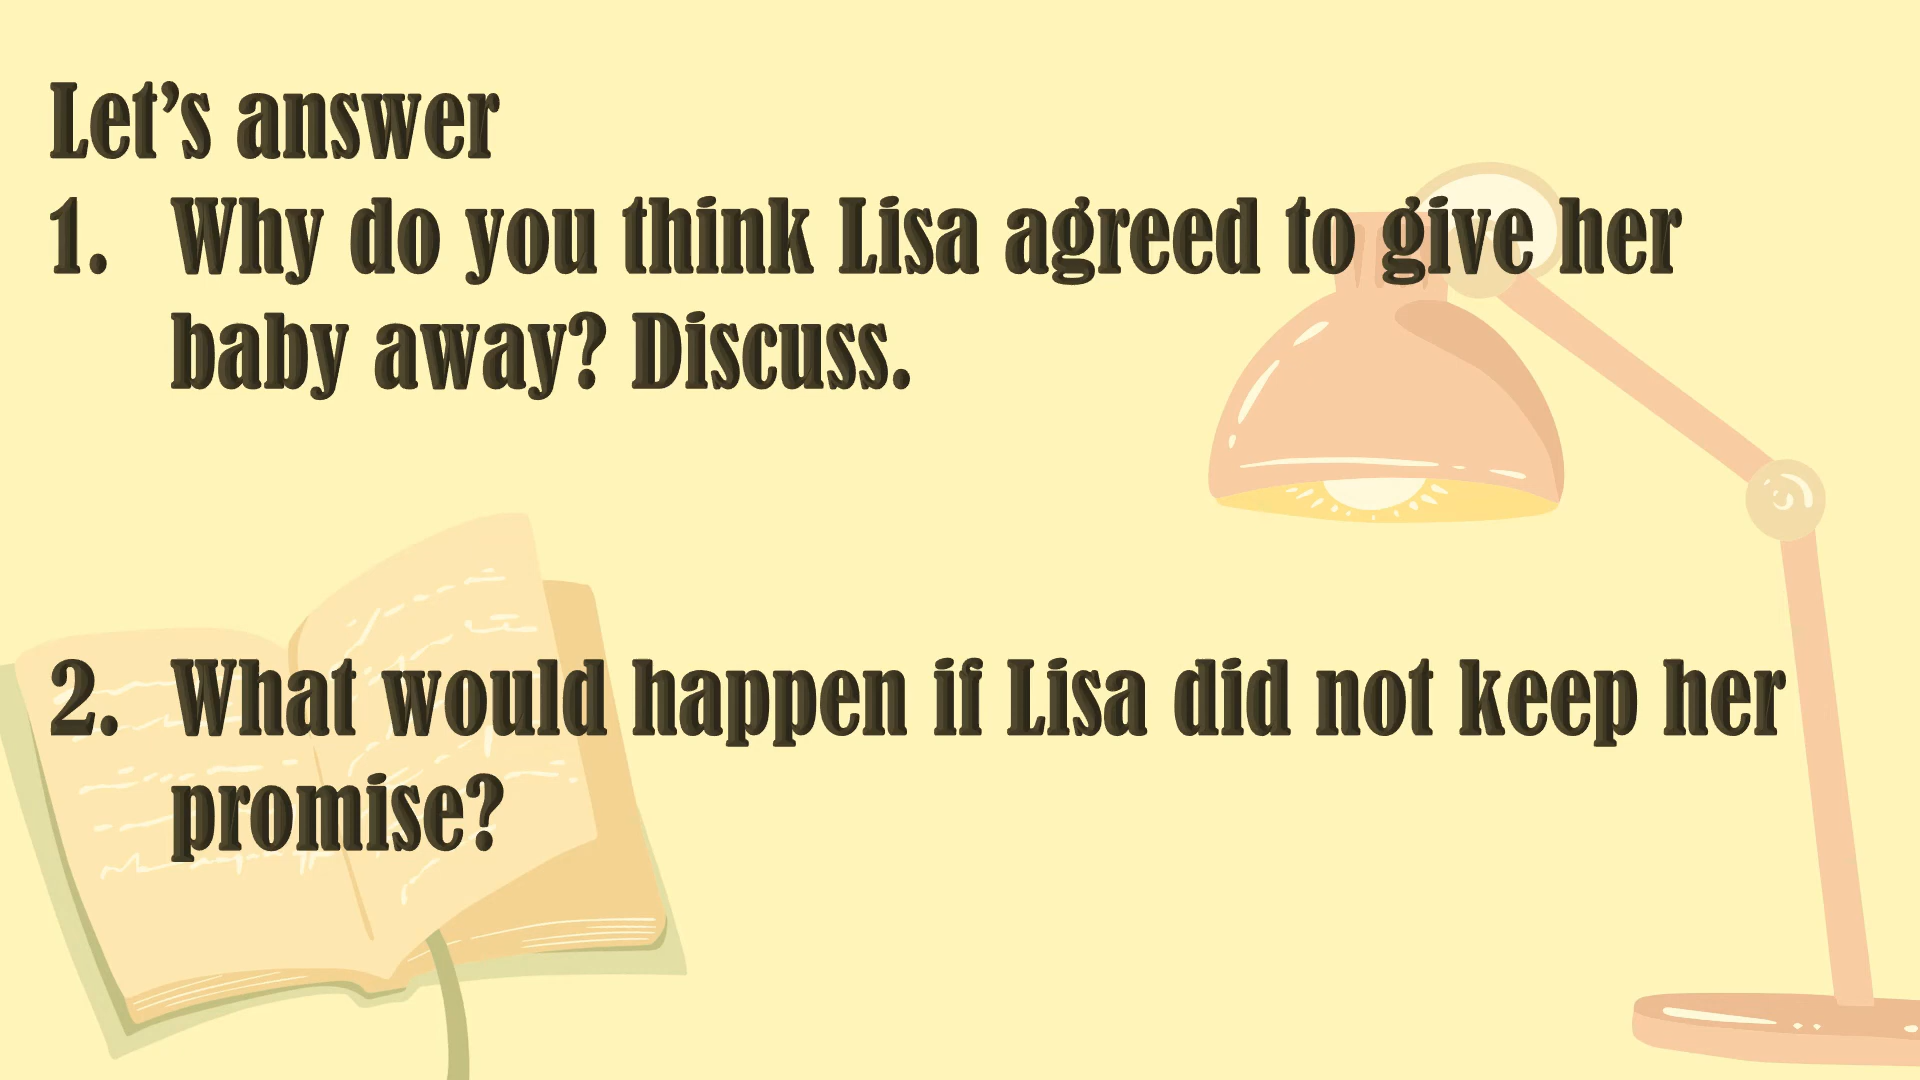 Let’s answer
1. Why do you think Lisa agreed to give her
baby away? Discuss.
2. What would happen if Lisa did not keep her
promise?